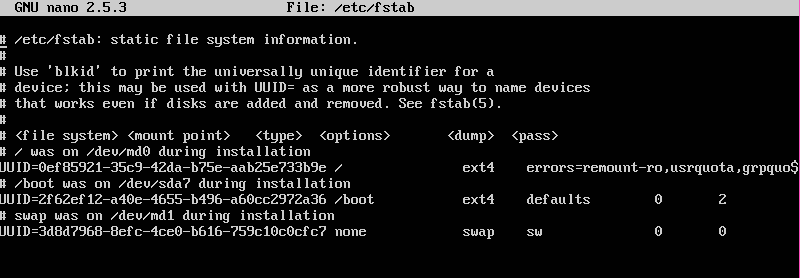 GNU nano 2.5.3 File: /etc/fstab
# /etc/fstab: static file system information.
#
# Use 'blkid' to print the universally unique identifier for a
# device; this may be used with UUID= as a more robust way to name devices
# that works even if disks are added and removed. See fstab(5).
#
# <file system> <mount point> <type> <options> <dump> <pass>
# / was on /dev/md0 during installation
UUID=0ef85921-35c9-42da-b75e-aab25e733b9e / ext4 errors=remount-ro,usrquota,grpquo$
# /boot was on /dev/sda7 during installation
UUID=2f62ef12-a40e-4655-b496-a60cc2972a36 /boot ext4 defaults 0 2
# swap was on /dev/md1 during installation
UUID=3d8d7968-8efc-4ce0-b616-759c10c0cfc7 none swap sw 0 0